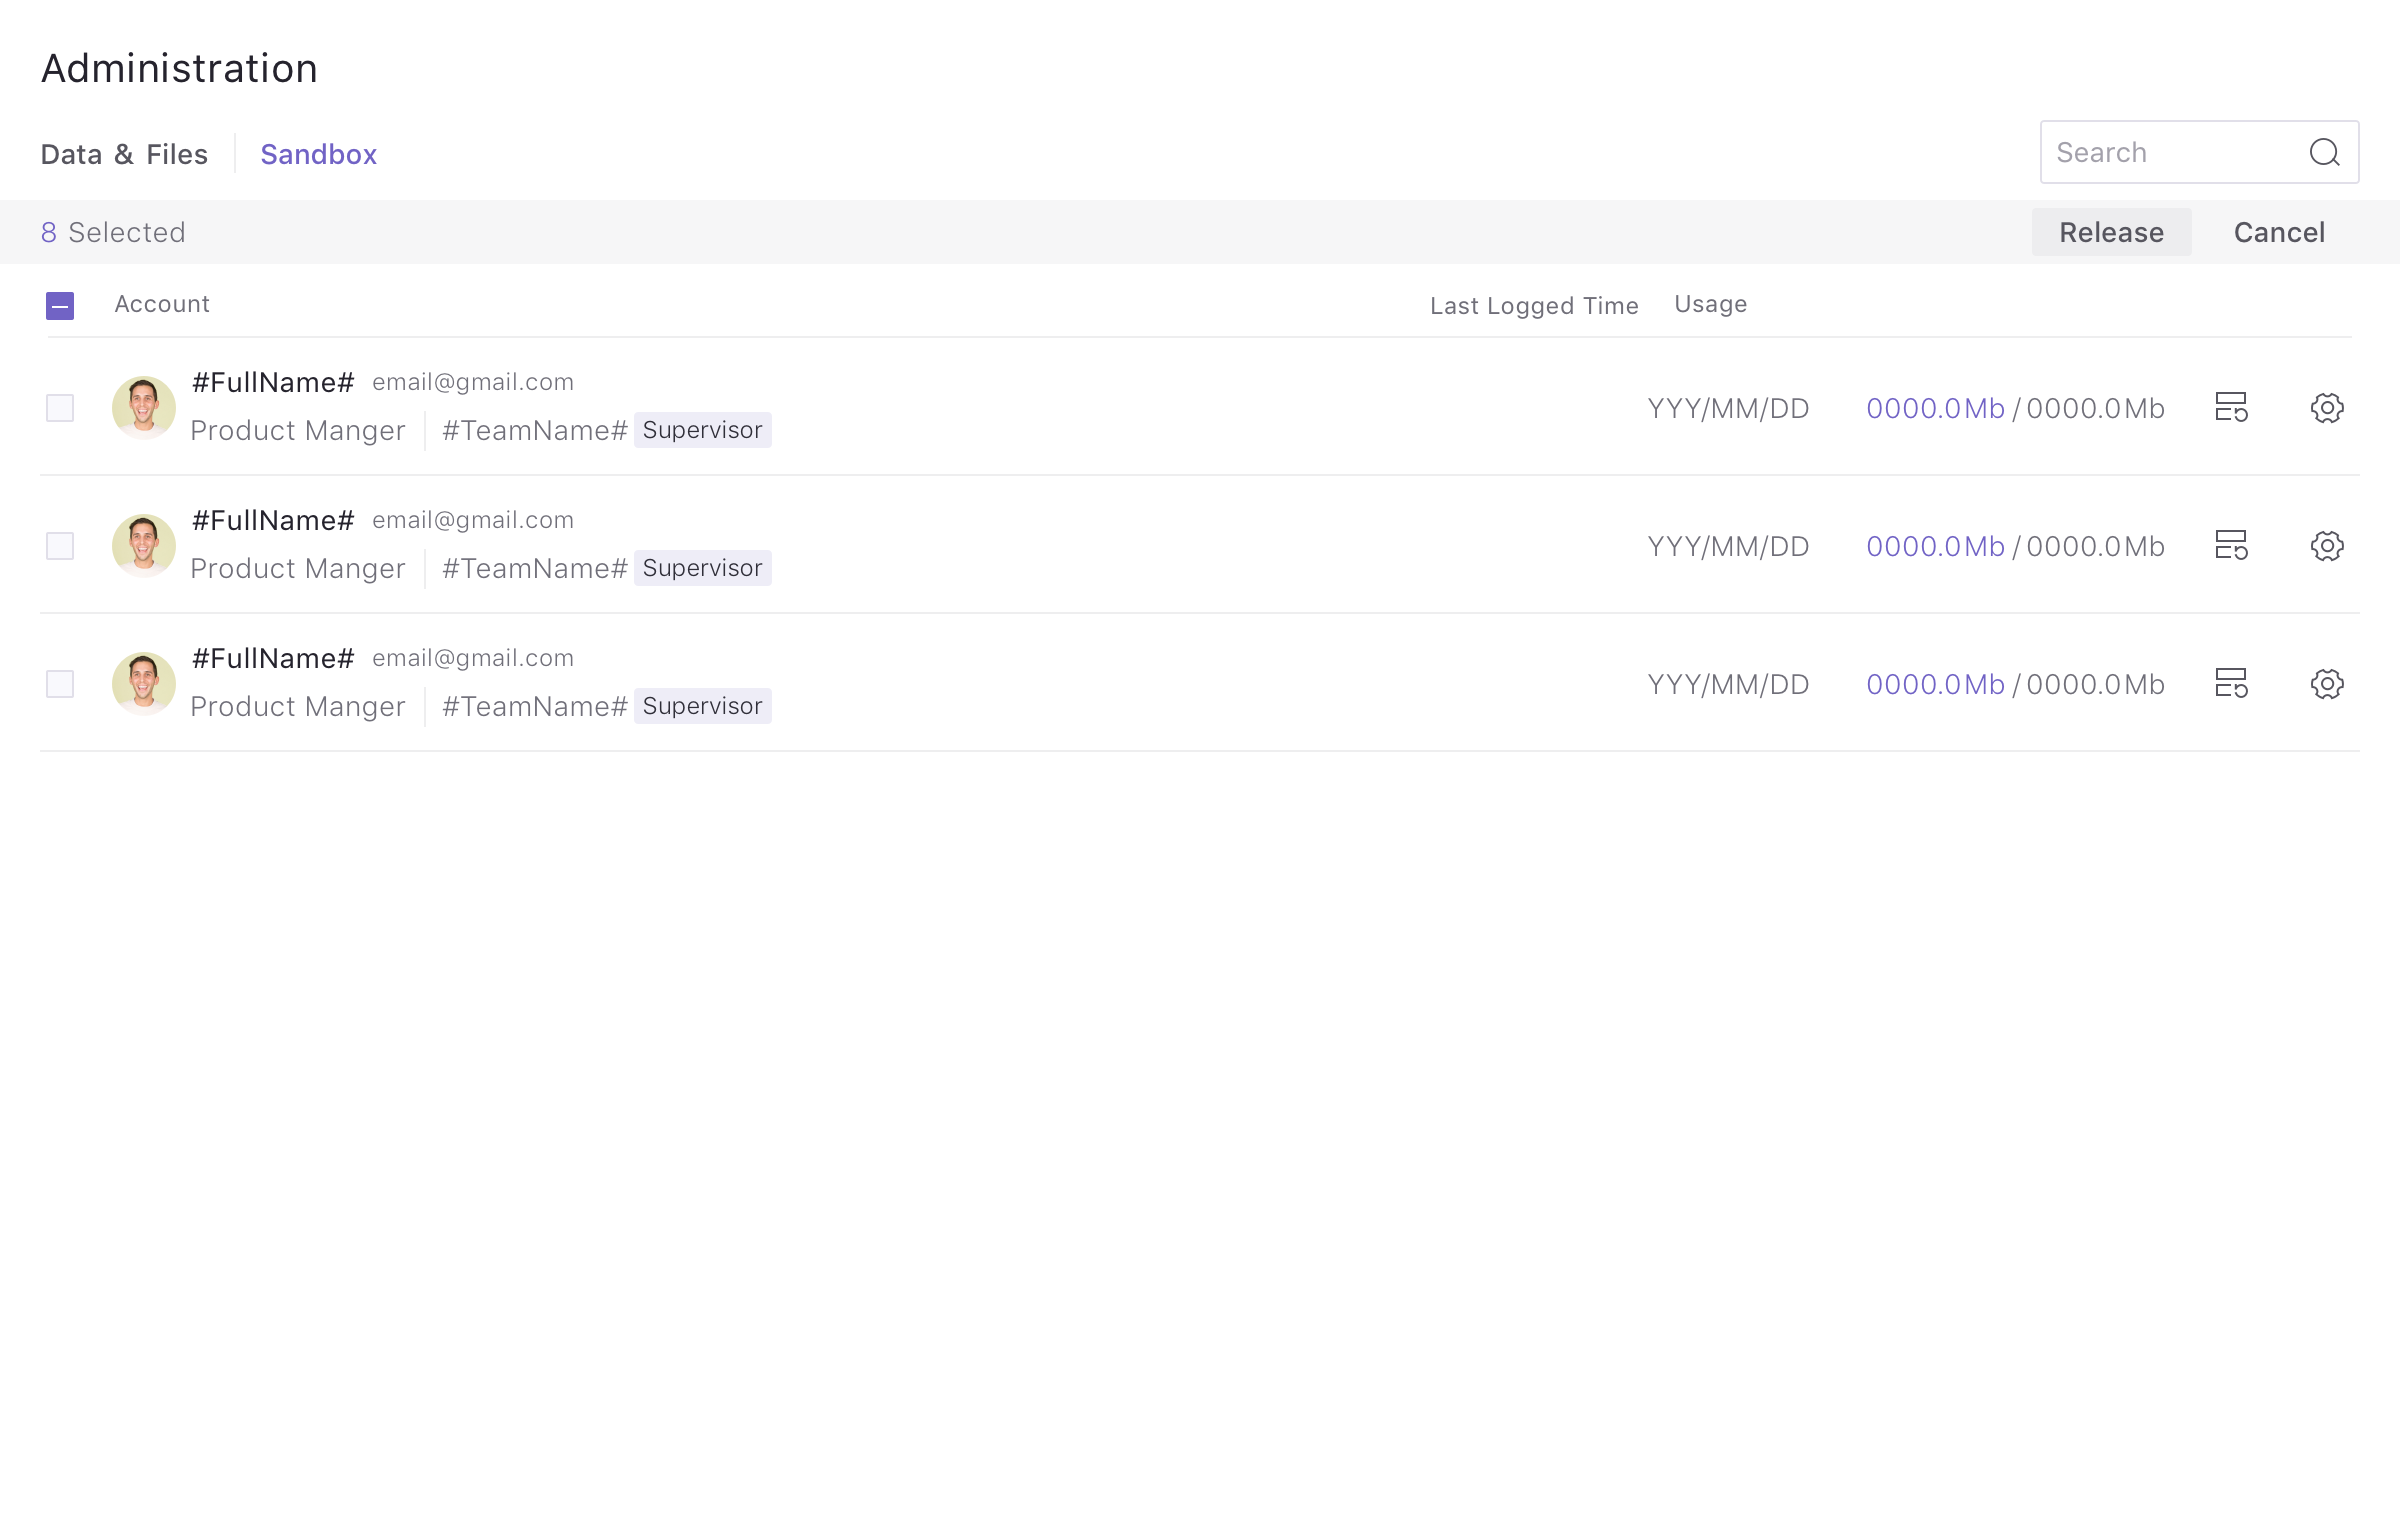 Administration
Data & Files Sandbox Search
8 Selected Release Cancel
Account Last Logged Time Usage
#FullName# email@gmail.com
Product Manger #TeamName# Supervisor
YYY/MM/DD 0000.0Mb / 0000.0Mb
#FullName# email@gmail.com
Product Manger #TeamName# Supervisor
YYY/MM/DD 0000.0Mb / 0000.0Mb
#FullName# email@gmail.com
Product Manger #TeamName# Supervisor
YYY/MM/DD 0000.0Mb / 0000.0Mb